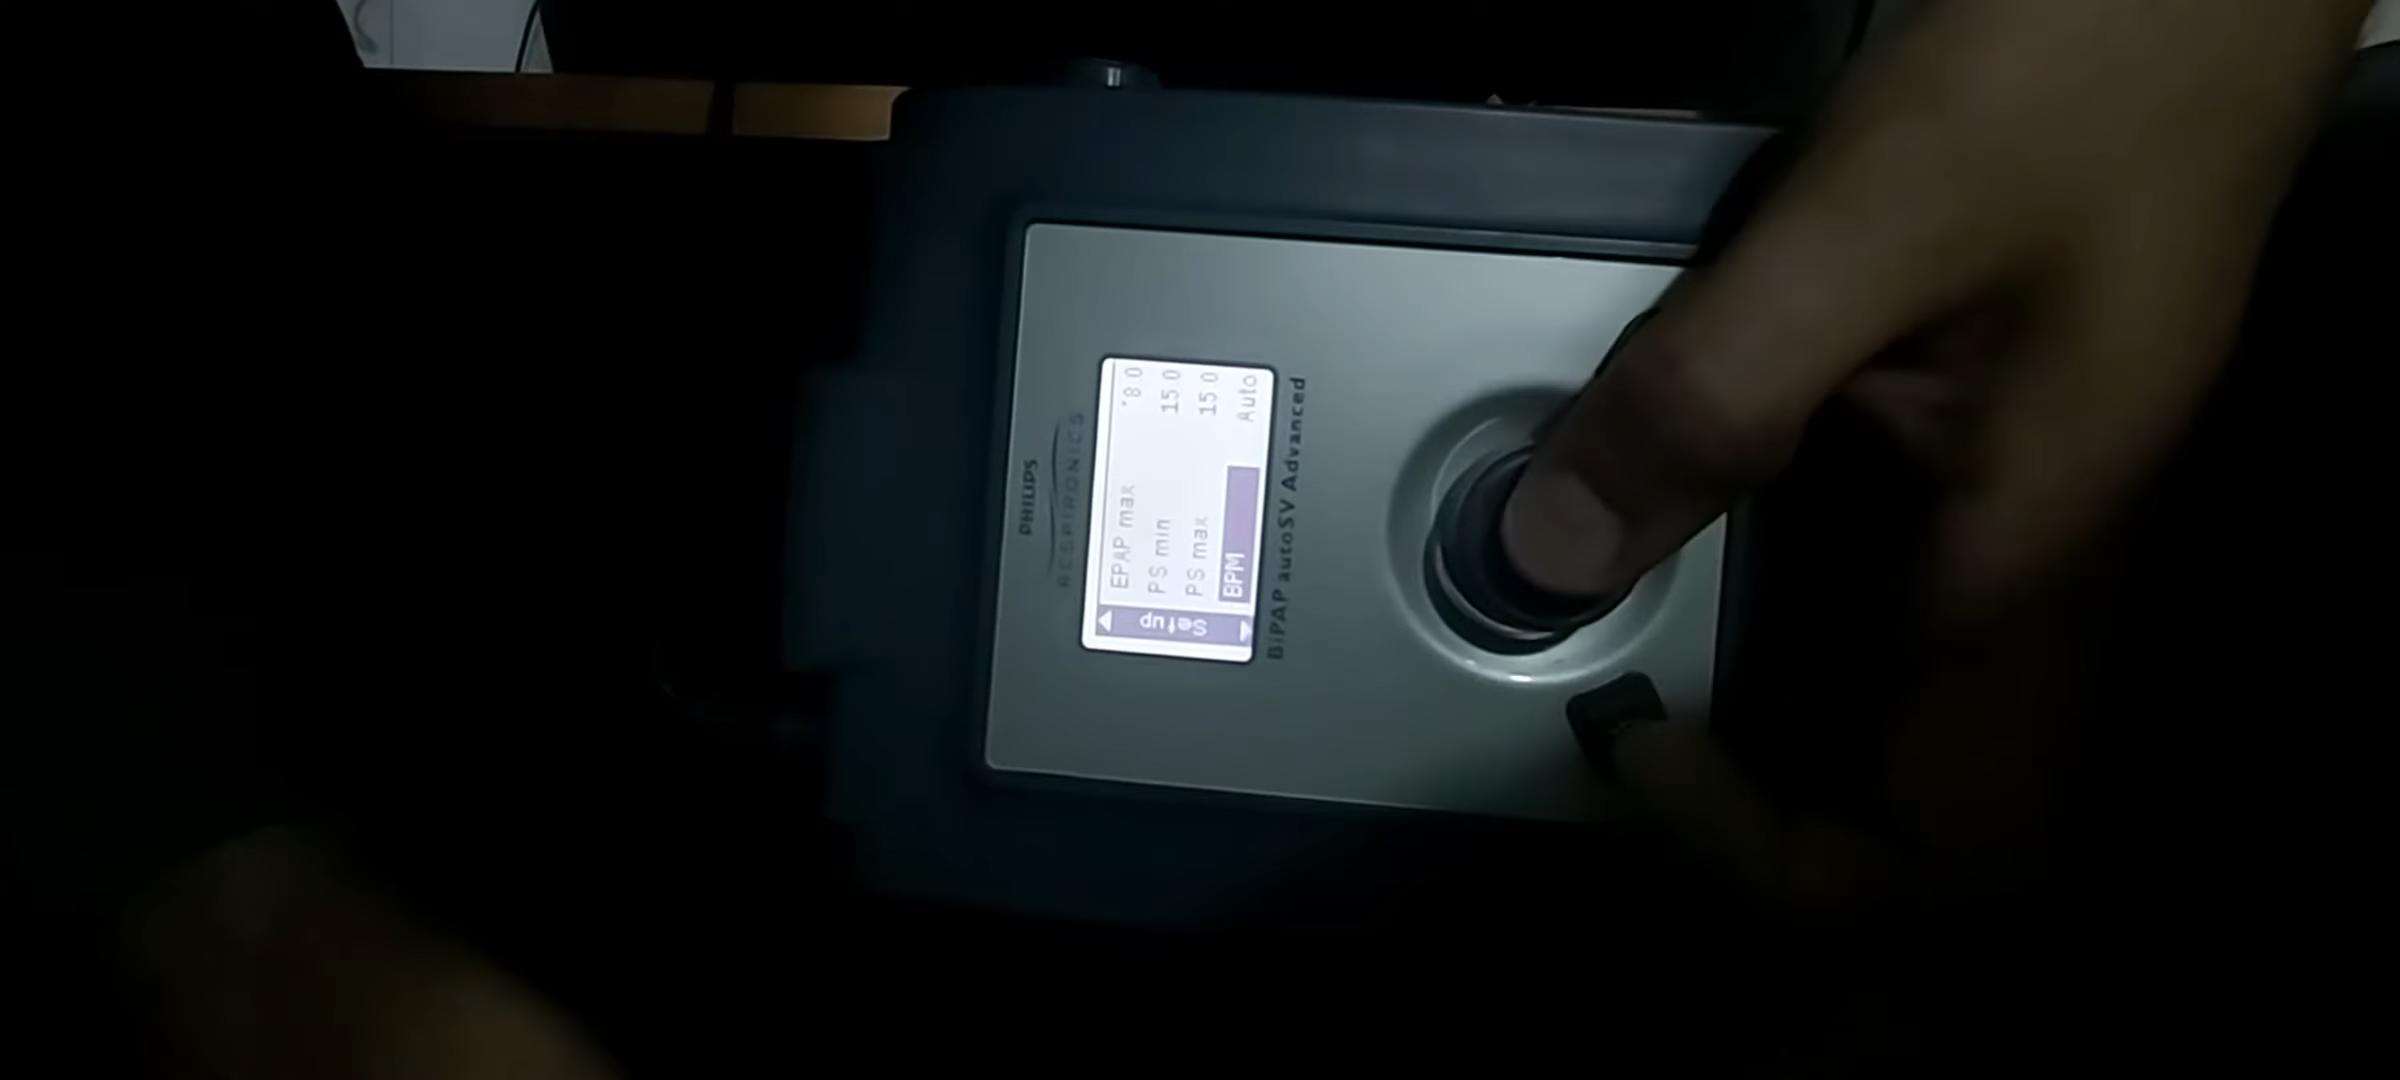 PHILIPS
RESPIRONICS
EPAP max 8.0
PS min 15.0
PS max 15.0
BPM Auto
Setup
BiPAP autoSV Advanced